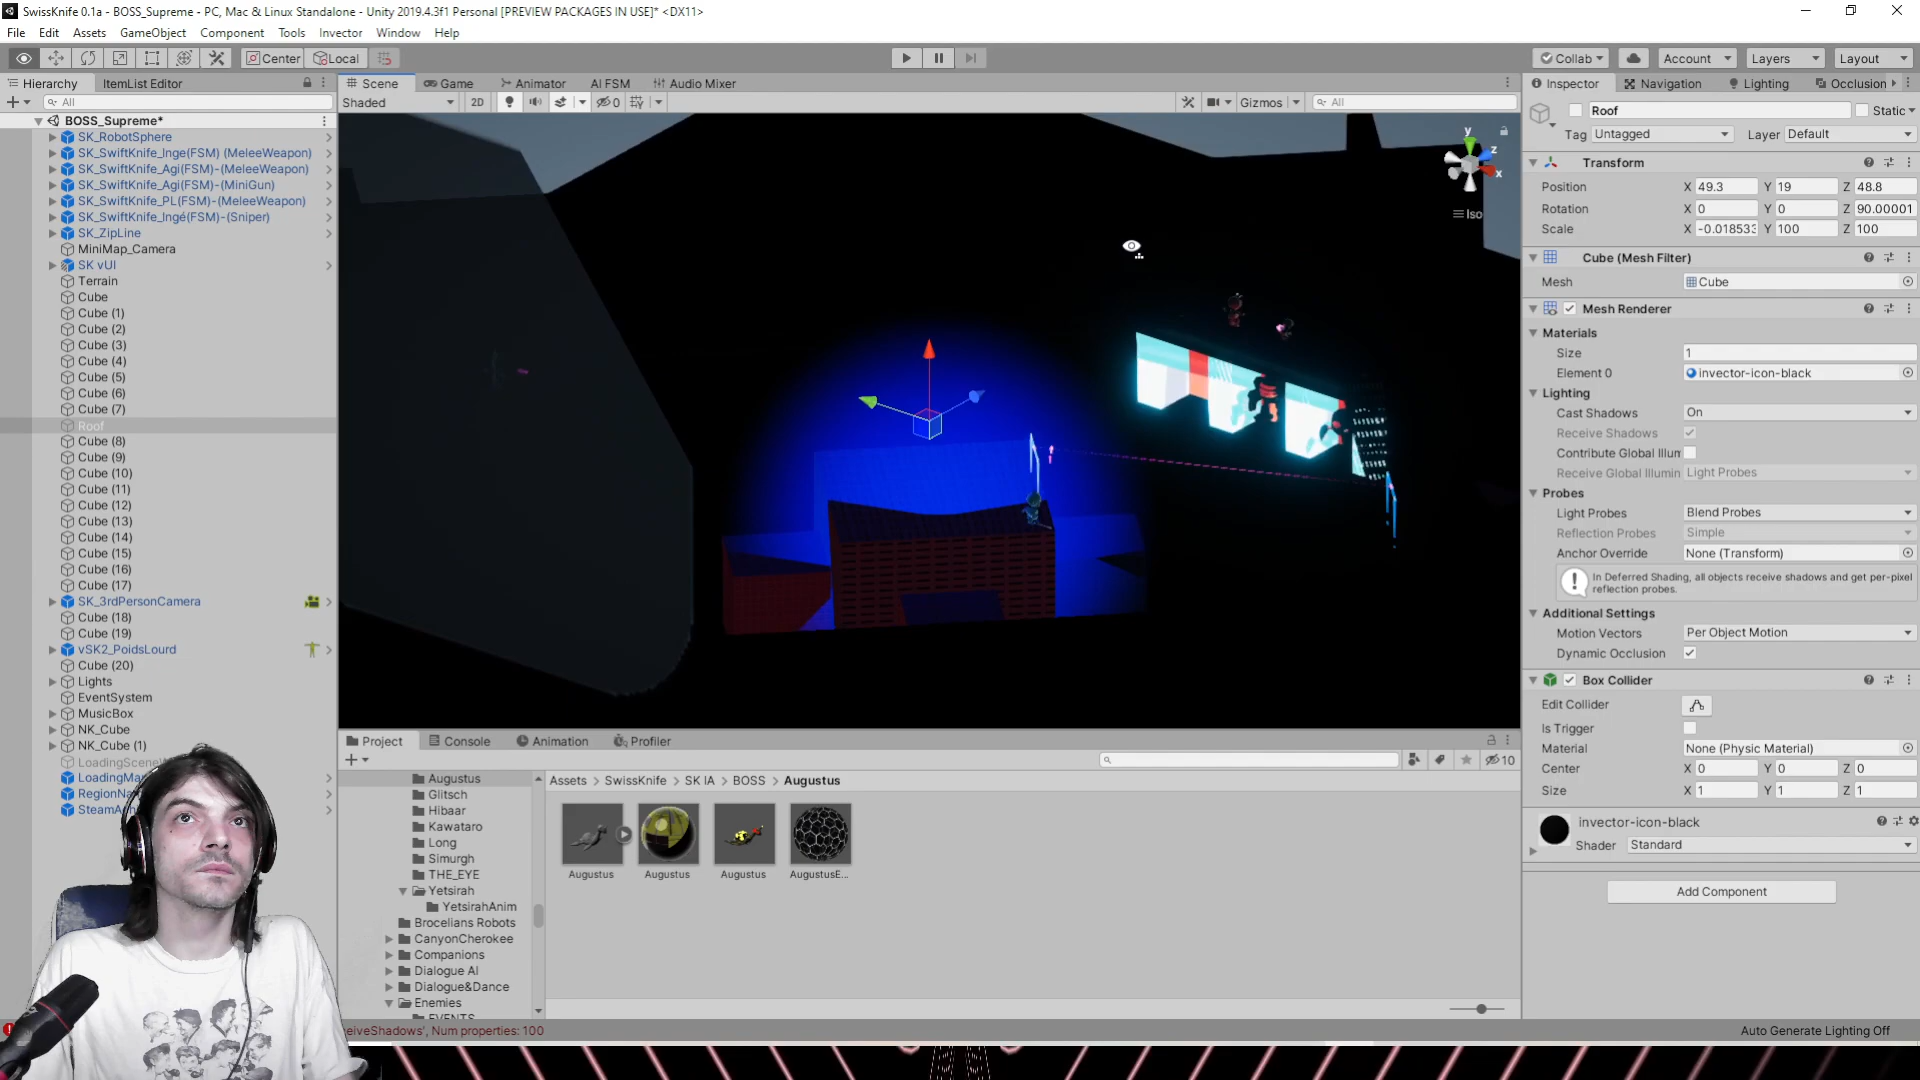 SwissKnife 0.1a - BOSS_Supreme - PC, Mac & Linux Standalone - Unity 2019.4.3f1 Personal [PREVIEW PACKAGES IN USE]* <DX11>
File Edit Assets GameObject Component Tools Invector Window Help
Center Local Collab Account Layers Layout
Hierarchy ItemList Editor
All
BOSS_Supreme*
SK_RobotSphere
SK_SwiftKnife_Inge(FSM) (MeleeWeapon)
SK_SwiftKnife_Agi(FSM)-(MeleeWeapon)
SK_SwiftKnife_Agi(FSM)-(MiniGun)
SK_SwiftKnife_PL(FSM)-(MeleeWeapon)
SK_SwiftKnife_Ingé(FSM)-(Sniper)
SK_ZipLine
MiniMap_Camera
SK vUI
Terrain
Cube
Cube (1)
Cube (2)
Cube (3)
Cube (4)
Cube (5)
Cube (6)
Cube (7)
Roof
Cube (8)
Cube (9)
Cube (10)
Cube (11)
Cube (12)
Cube (13)
Cube (14)
Cube (15)
Cube (16)
Cube (17)
SK_3rdPersonCamera
Cube (18)
Cube (19)
vSK2_PoidsLourd
Cube (20)
Lights
EventSystem
MusicBox
NK_Cube
NK_Cube (1)
LoadingSceneW
LoadingMa
RegionNa
SteamAch
Scene Game Animator AI FSM Audio Mixer
Shaded 2D 0 Gizmos All
y
z
x
Iso
Project Console Animation Profiler
10
Augustus
Glitsch
Hibaar
Kawataro
Long
Simurgh
THE_EYE
Yetsirah
YetsirahAnim
Brocelians Robots
CanyonCherokee
Companions
Dialogue AI
Dialogue&Dance
Enemies
EVENTS
Assets > SwissKnife > SK IA > BOSS > Augustus
Augustus Augustus Augustus AugustusE...
eiveShadows', Num properties: 100
Inspector Navigation Lighting Occlusion
Roof Static
Tag Untagged Layer Default
Transform
Position X 49.3 Y 19 Z 48.8
Rotation X 0 Y 0 Z 90.00001
Scale X -0.018533 Y 100 Z 100
Cube (Mesh Filter)
Mesh Cube
Mesh Renderer
Materials
Size 1
Element 0 invector-icon-black
Lighting
Cast Shadows On
Receive Shadows
Contribute Global Illum
Receive Global Illumin Light Probes
Probes
Light Probes Blend Probes
Reflection Probes Simple
Anchor Override None (Transform)
In Deferred Shading, all objects receive shadows and get per-pixel
reflection probes.
Additional Settings
Motion Vectors Per Object Motion
Dynamic Occlusion
Box Collider
Edit Collider
Is Trigger
Material None (Physic Material)
Center X 0 Y 0 Z 0
Size X 1 Y 1 Z 1
invector-icon-black
Shader Standard
Add Component
Auto Generate Lighting Off